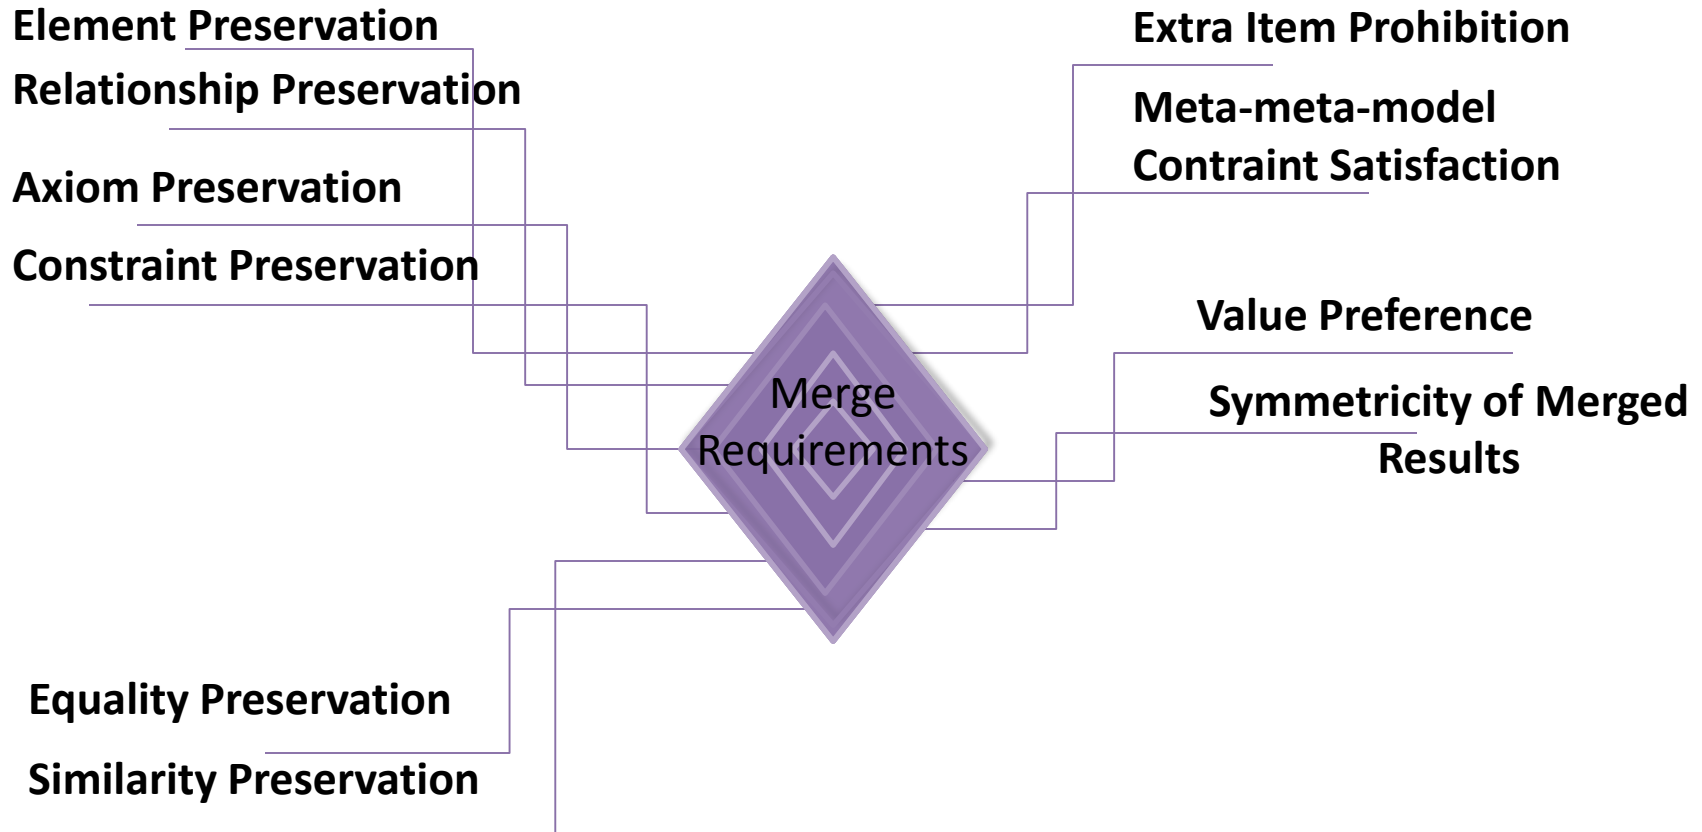 Element Preservation
Relationship Preservation
Axiom Preservation
Constraint Preservation
Extra Item Prohibition
Meta-meta-model
Contraint Satisfaction
Value Preference
Symmetricity of Merged
Results
Merge
Requirements
Equality Preservation
Similarity Preservation